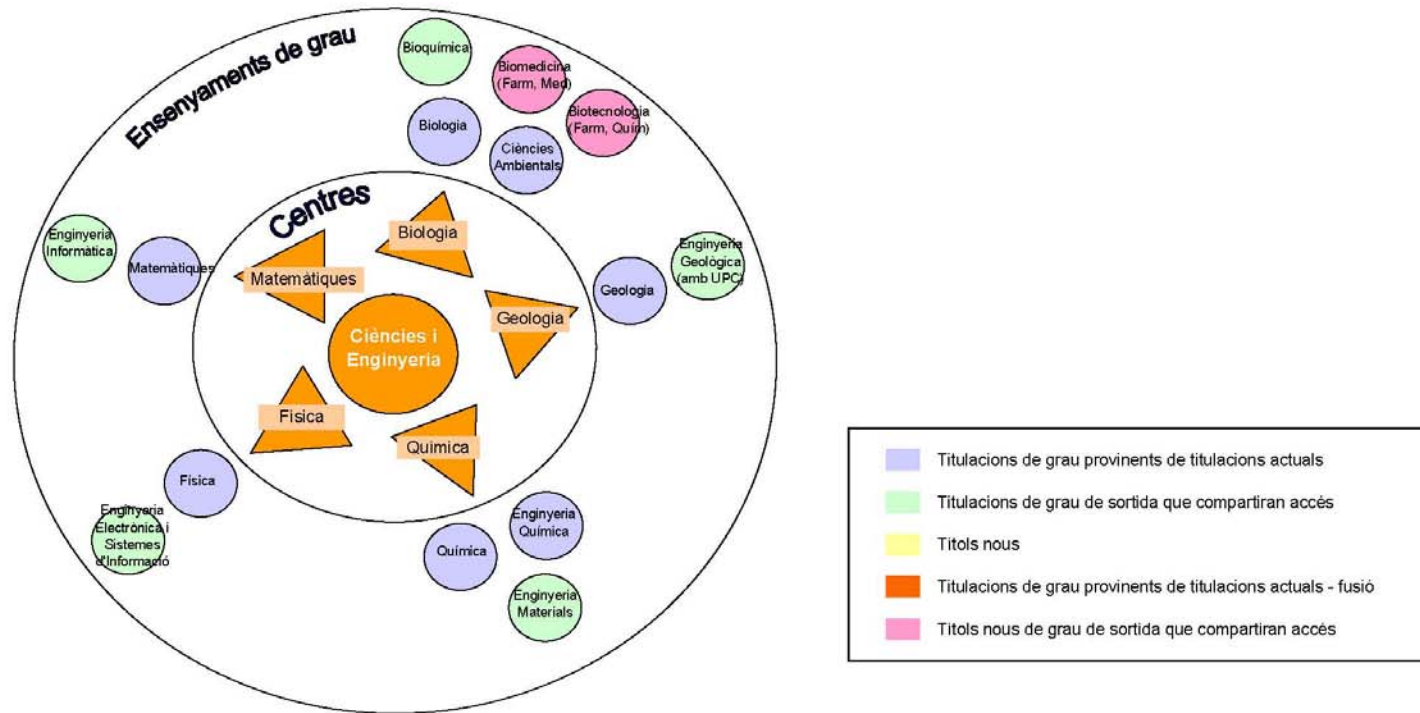 Ensenyaments de grau
Bioquímica
Biomedicina
(Farm, Med)
Biotecnologia
(Farm, Quím)
Biologia
Ciències
Ambientals
Centres
Biologia
Enginyeria
Informàtica
Matemàtiques
Matemàtiques
Geologia
Geologia
Enginyeria
Geològica
(amb UPC)
Ciències i
Enginyeria
Física
Quimica
Física
Enginyeria
Electrònica i
Sistemes
d'Informació
Química
Enginyeria
Química
Enginyeria
Materials
Titulacions de grau provinents de titulacions actuals
Titulacions de grau de sortida que compartiran accés
Titols nous
Titulacions de grau provinents de titulacions actuals - fusió
Titols nous de grau de sortida que compartiran accés